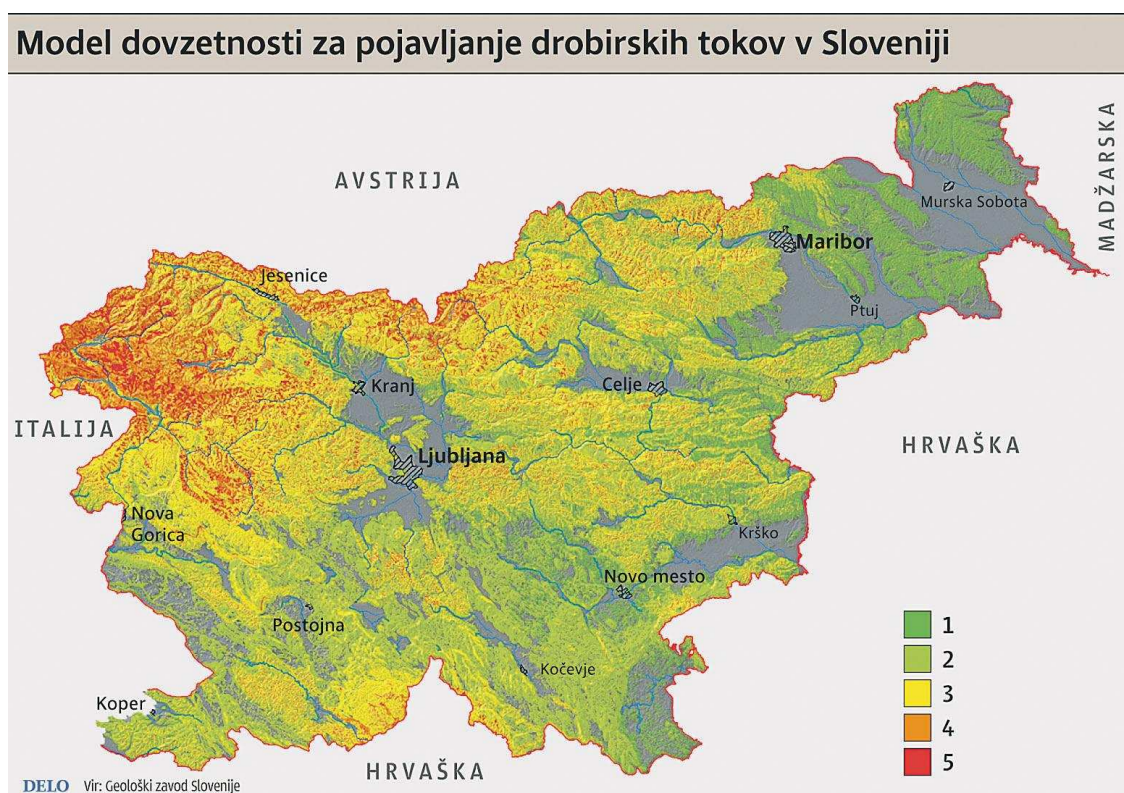 Model dovzetnosti za pojavljanje drobirskih tokov v Sloveniji
AVSTRIJA
MADŽARSKA
Murska Sobota
Maribor
Jesenice
Ptuj
Kranj
Celje
ITALIJA
HRVAŠKA
Ljubljana
Nova
Gorica
Krško
Novo mesto
Postojna
1
2
Kočevje
3
Koper
4
HRVAŠKA
5
DELO Vir: Geološki zavod Slovenije